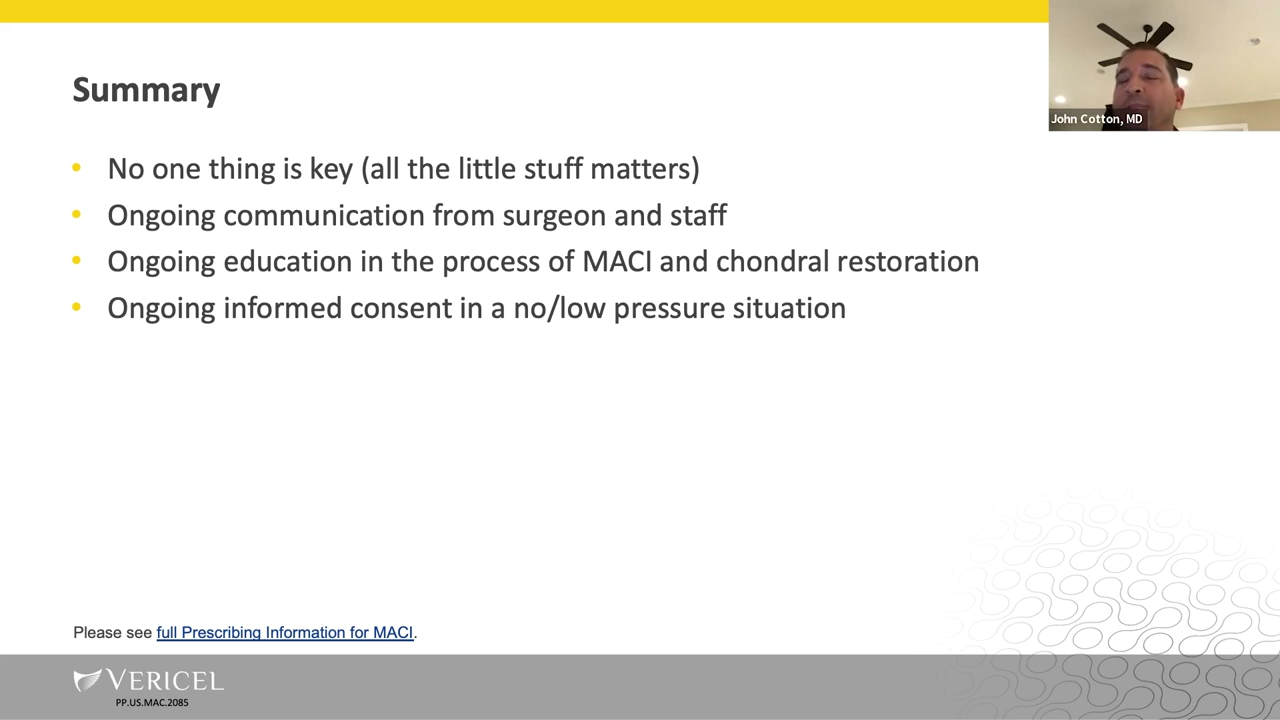 Summary
John Cotton, MD
• No one thing is key (all the little stuff matters)
• Ongoing communication from surgeon and staff
• Ongoing education in the process of MACI and chondral restoration
• Ongoing informed consent in a no/low pressure situation
Please see full Prescribing Information for MACI.
VERICEL
PP.US.MAC.2085